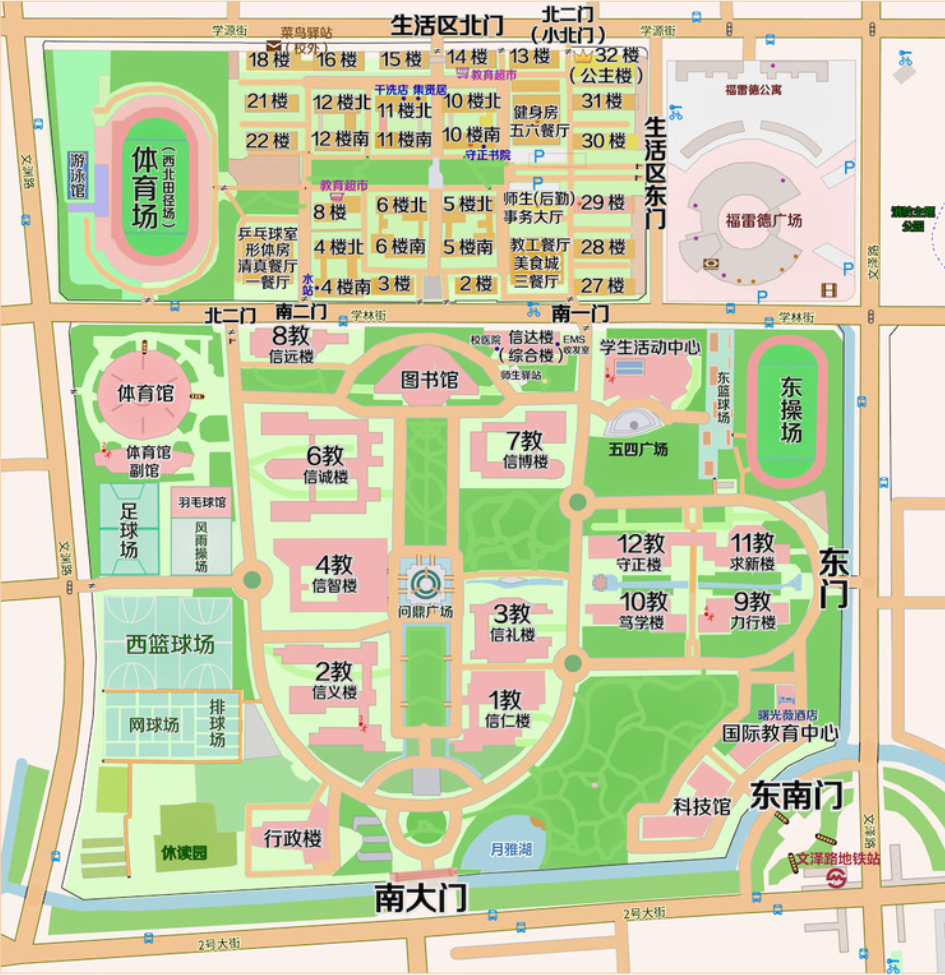 生活区北门
北二门
（小北门）
学源街
学源街
菜鸟驿站
（校外）
18楼
16楼
15楼
14楼
13楼
32楼
（公主楼）
教育超市
干洗店 集贤居
21楼
12楼北
11楼北
10楼北
健身房
五六餐厅
31楼
22楼
12楼南
11楼南
10楼南
30楼
守正书院
福雷德公寓
生活区东门
文渊路
游泳馆
体育场
（西北田径场）
教育超市
8楼
6楼北
5楼北
师生（后勤）
事务大厅
29楼
福雷德广场
消防主题
公园
乒乓球室
形体房
清真餐厅
一餐厅
4楼北
6楼南
5楼南
教工餐厅
美食城
三餐厅
28楼
文泽路
水站
4楼南
3楼
2楼
27楼
北二门
南二门
学林街
南一门
学林街
8教
信远楼
校医院
信达楼
（综合楼）
EMS
收发室
师生驿站
学生活动中心
图书馆
体育馆
东篮球场
东操场
体育馆
副馆
6教
信诚楼
7教
信博楼
五四广场
足球场
羽毛球馆
风雨操场
文渊路
4教
信智楼
问鼎广场
12教
守正楼
11教
求新楼
东门
3教
信礼楼
10教
笃学楼
9教
力行楼
西篮球场
2教
信义楼
1教
信仁楼
网球场
排球场
曙光薇酒店
国际教育中心
科技馆
东南门
行政楼
休读园
月雅湖
文泽路
文泽路地铁站
南大门
2号大街
2号大街